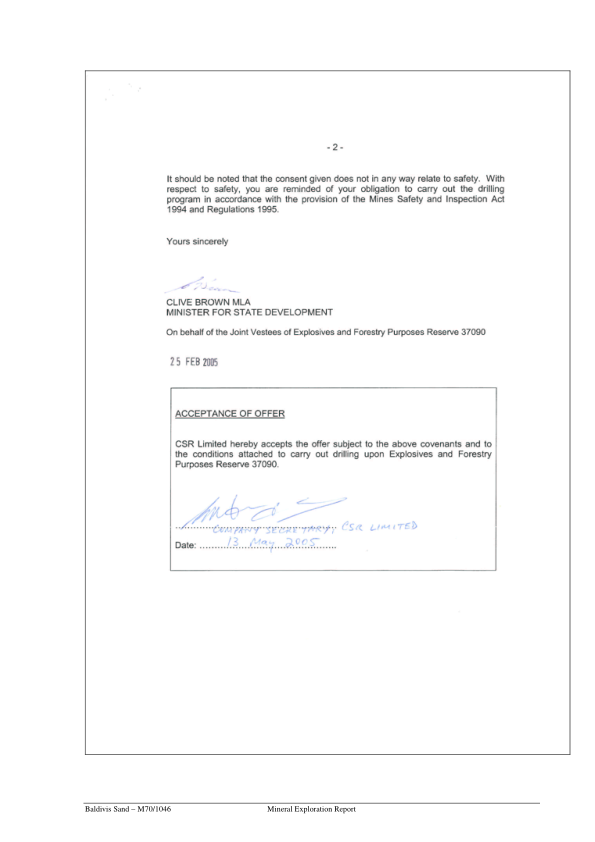 - 2 -
It should be noted that the consent given does not in any way relate to safety. With
respect to safety, you are reminded of your obligation to carry out the drilling
program in accordance with the provision of the Mines Safety and Inspection Act
1994 and Regulations 1995.
Yours sincerely
CLIVE BROWN MLA
MINISTER FOR STATE DEVELOPMENT
On behalf of the Joint Vestees of Explosives and Forestry Purposes Reserve 37090
25 FEB 2005
ACCEPTANCE OF OFFER
CSR Limited hereby accepts the offer subject to the above covenants and to
the conditions attached to carry out drilling upon Explosives and Forestry
Purposes Reserve 37090.
COMPANY SECRETARY, CSR LIMITED
Date: 13 May 2005
Baldivis Sand – M70/1046 Mineral Exploration Report